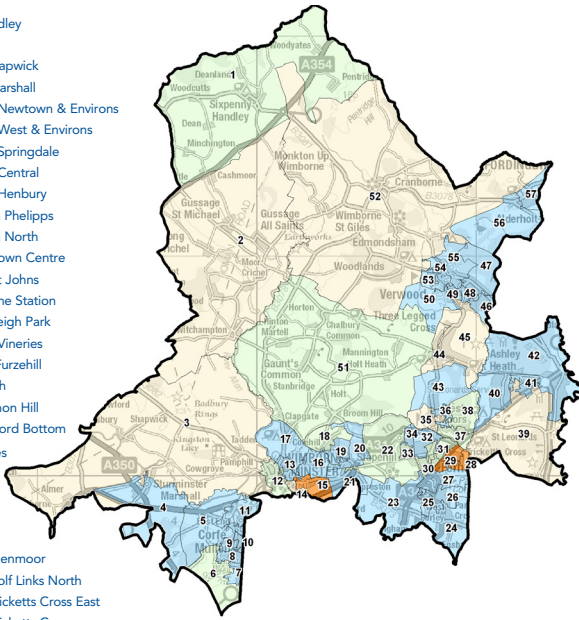 dley
apwick
arshall
Newtown & Environs
West & Environs
Springdale
Central
Henbury
Phelipps
North
own Centre
t Johns
ne Station
eigh Park
Vineries
Furzehill
h
on Hill
ord Bottom
es
enmoor
olf Links North
icketts Cross East
Woodyates
A354
Deanland
1
Pentridge
Woodcutts
Sixpenny
Handley
Pentridge
Hill
Dean
Minchington
Monkton Up
Wimborne
Cashmoor
52
Cranborne
B3078
FORDINGB
57
Alderholt
56
Gussage
St Michael
Gussage
All Saints
Wimborne
St Giles
2
Earthworks
Edmondsham
Moor
Crichel
Woodlands
55
54
47
53
Verwood
50
49
48
46
Horton
Three Legged
Cross
Chalbury
Common
45
Mannington
Holt Heath
44
Ashley
Heath
42
Gaunt's
Common
51
Stanbridge
43
41
40
Holt
Badbury
Rings
36
38
Clapgate
Broom Hill
35
3
Shapwick
Kingston
Lacy
18
34
32
37
39
St Leonards
17
20
22
33
31
Cowgrove
Pamphill
13
16
19
29
28
A350
30
12
15
21
27
Almer
Sturminster
Marshall
14
23
25
26
4
11
5
24
Corfe
Mullen
9
10
8
6
7